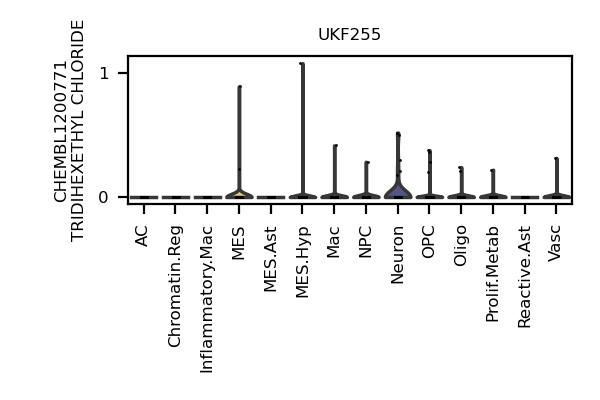 UKF255
CHEMBL1200771
TRIDIHEXETHYL CHLORIDE
1
0
AC
Chromatin.Reg
Inflammatory.Mac
MES
MES.Ast
MES.Hyp
Mac
NPC
Neuron
OPC
Oligo
Prolif.Metab
Reactive.Ast
Vasc